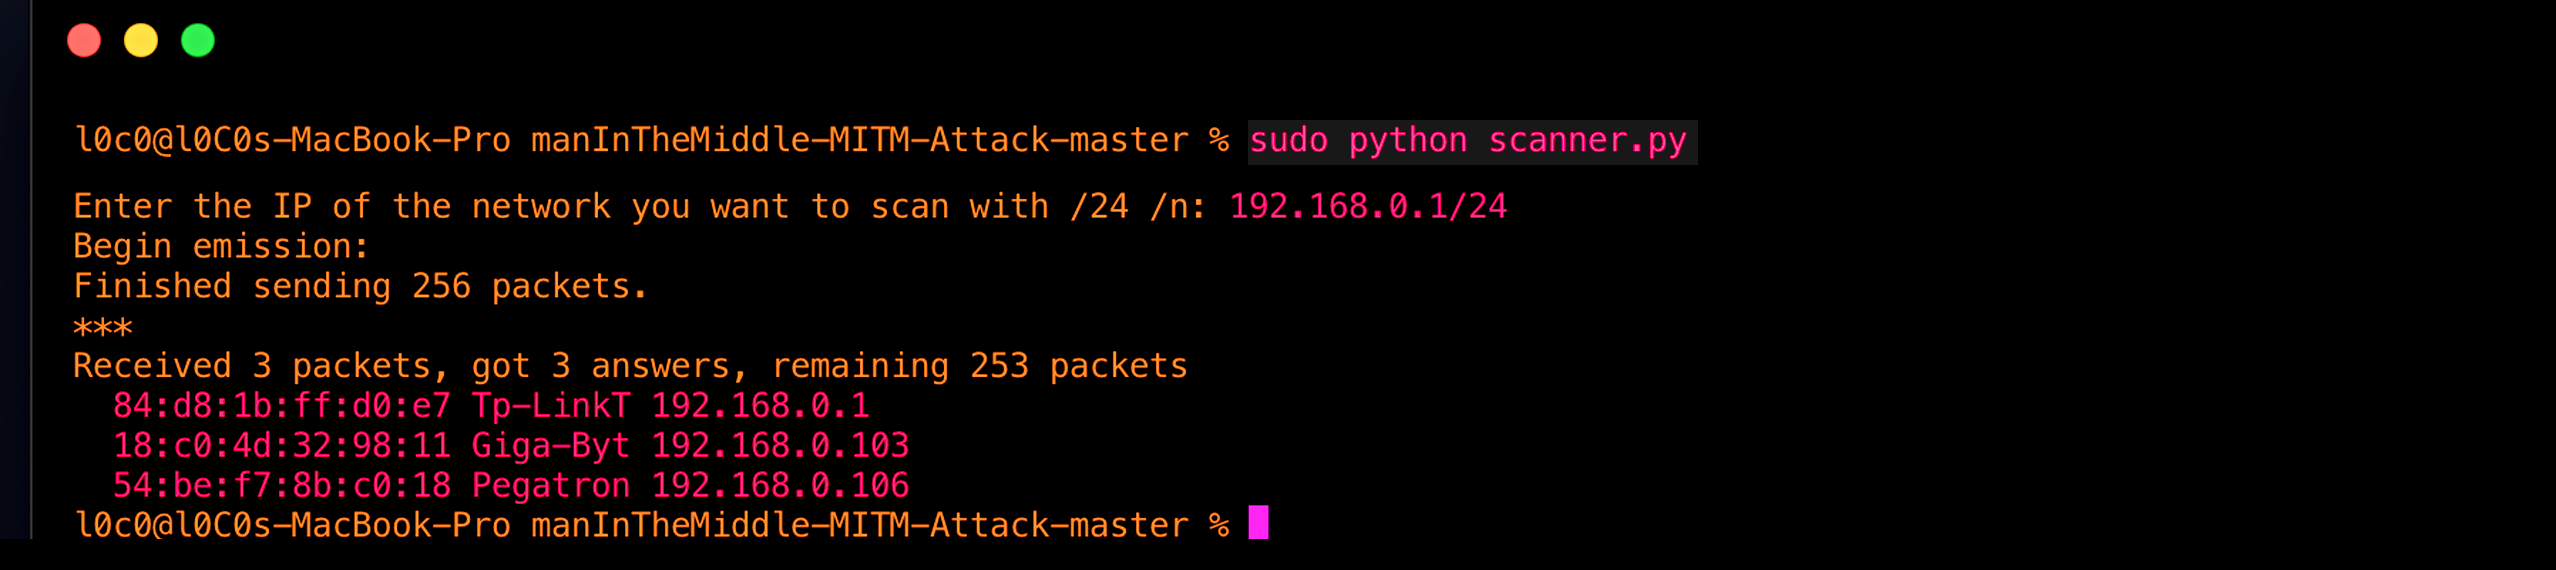 l0c0@l0C0s-MacBook-Pro manInTheMiddle-MITM-Attack-master % sudo python scanner.py
Enter the IP of the network you want to scan with /24 /n: 192.168.0.1/24
Begin emission:
Finished sending 256 packets.
***
Received 3 packets, got 3 answers, remaining 253 packets
  84:d8:1b:ff:d0:e7 Tp-LinkT 192.168.0.1
  18:c0:4d:32:98:11 Giga-Byt 192.168.0.103
  54:be:f7:8b:c0:18 Pegatron 192.168.0.106
l0c0@l0C0s-MacBook-Pro manInTheMiddle-MITM-Attack-master %